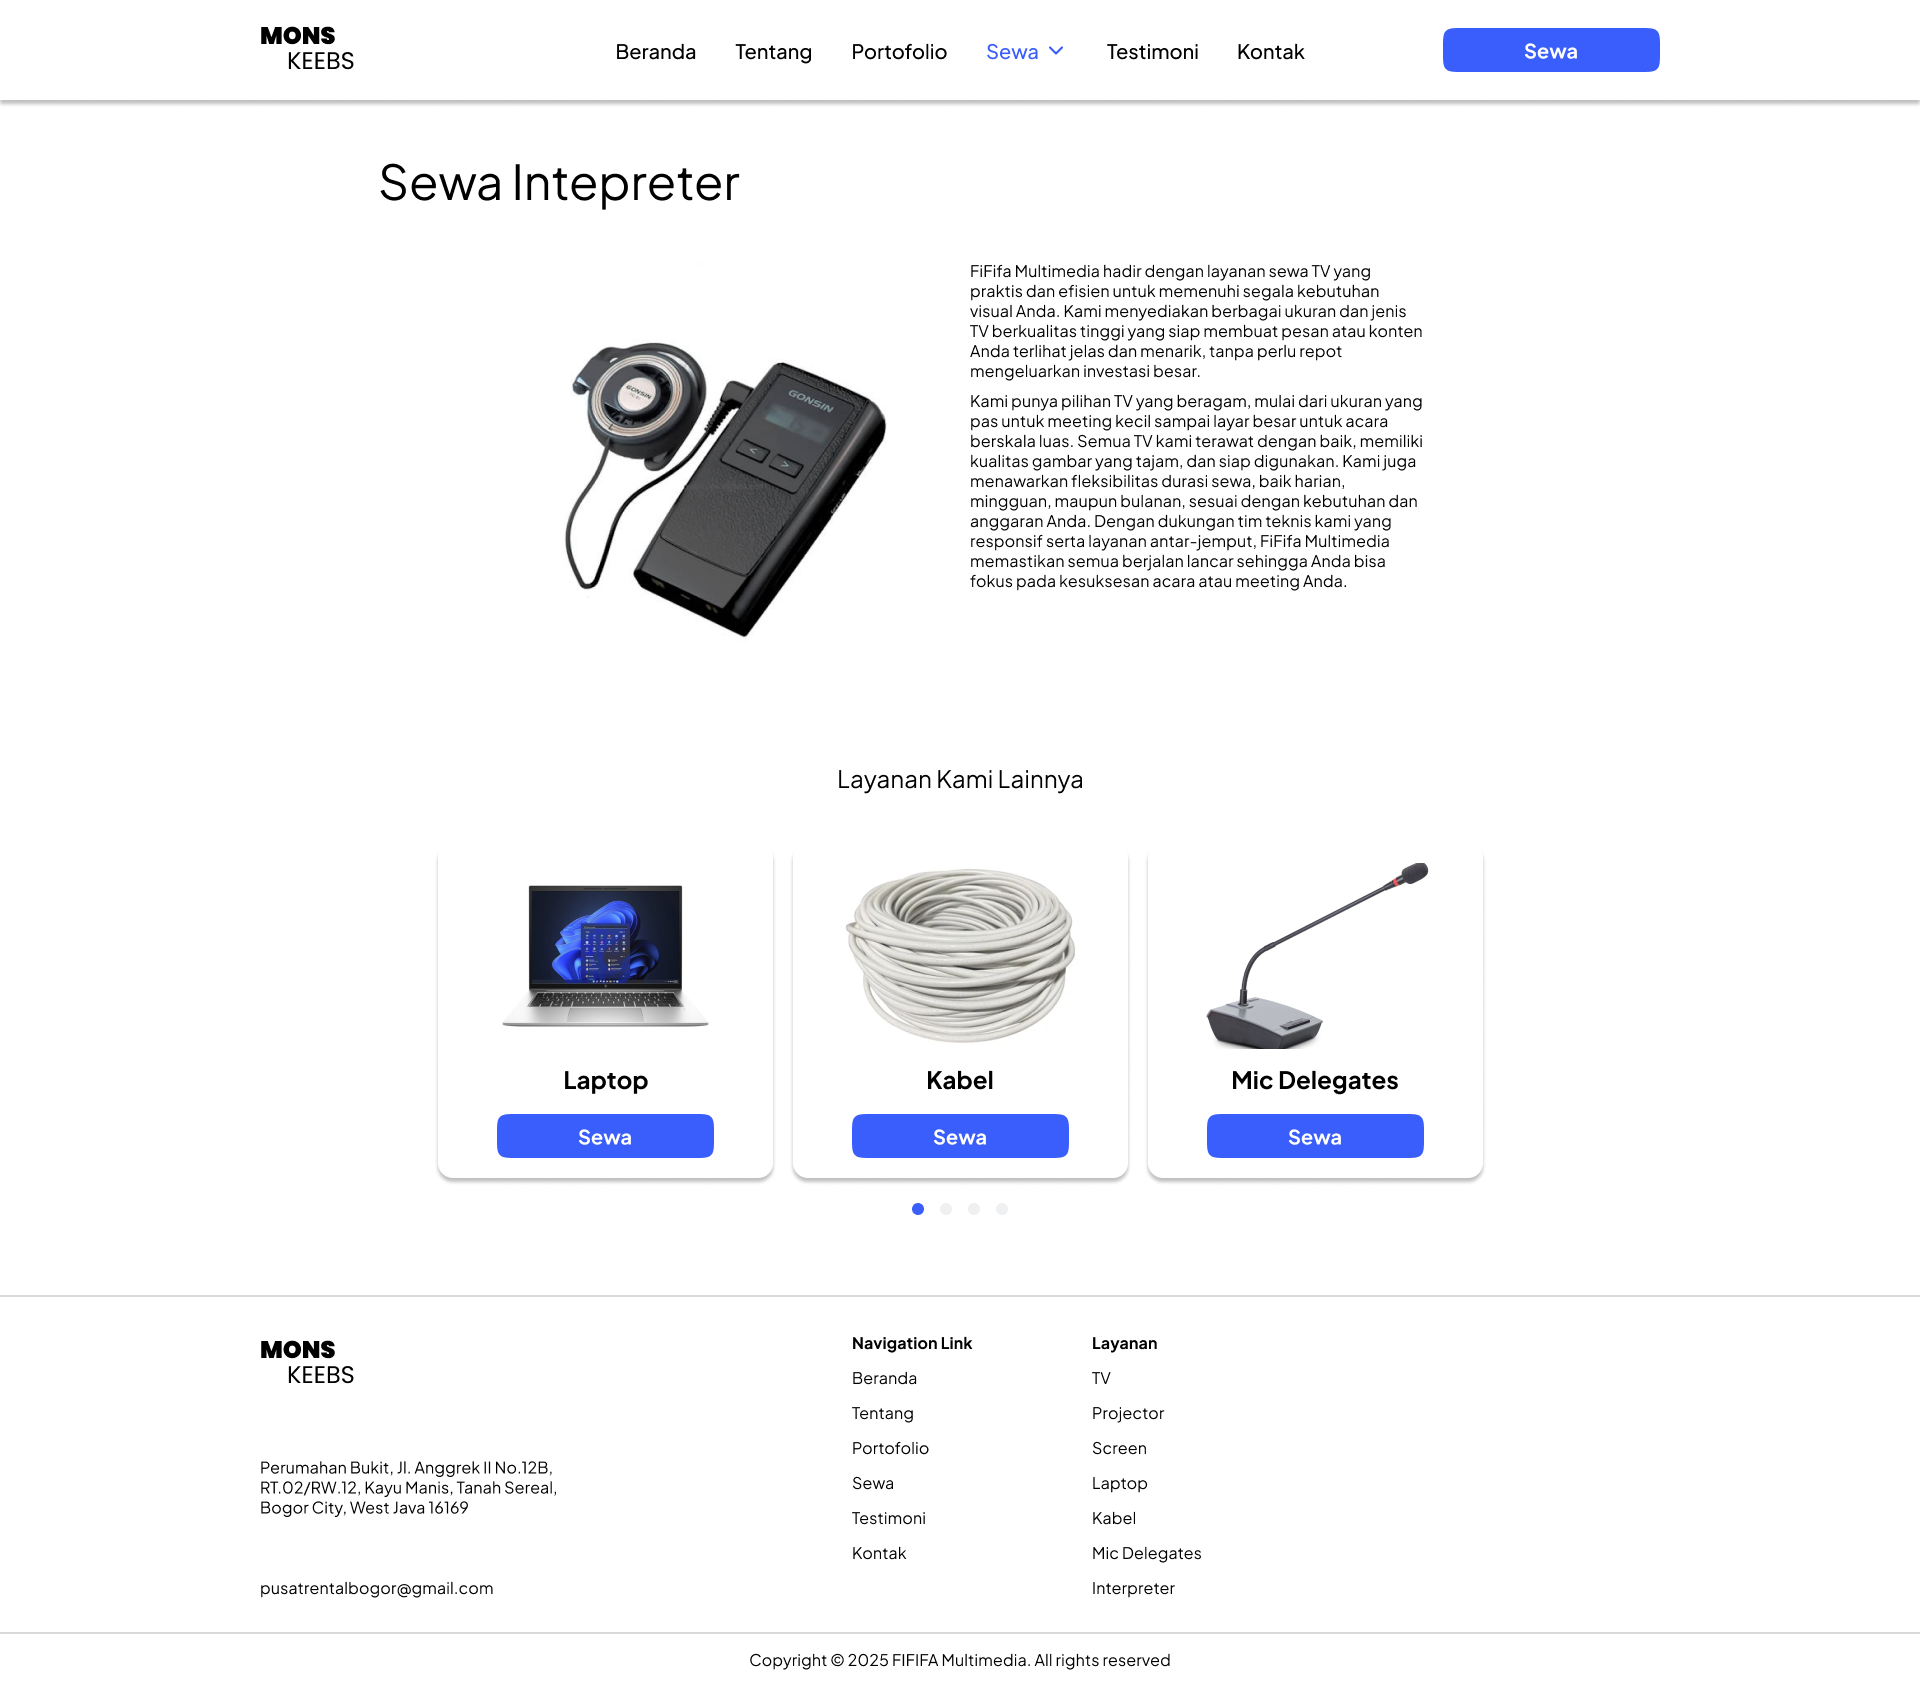 MONS
KEEBS
Beranda Tentang Portofolio Sewa Testimoni Kontak
Sewa
Sewa Intepreter
GONSIN
GONSIN
FiFifa Multimedia hadir dengan layanan sewa TV yang
praktis dan efisien untuk memenuhi segala kebutuhan
visual Anda. Kami menyediakan berbagai ukuran dan jenis
TV berkualitas tinggi yang siap membuat pesan atau konten
Anda terlihat jelas dan menarik, tanpa perlu repot
mengeluarkan investasi besar.
Kami punya pilihan TV yang beragam, mulai dari ukuran yang
pas untuk meeting kecil sampai layar besar untuk acara
berskala luas. Semua TV kami terawat dengan baik, memiliki
kualitas gambar yang tajam, dan siap digunakan. Kami juga
menawarkan fleksibilitas durasi sewa, baik harian,
mingguan, maupun bulanan, sesuai dengan kebutuhan dan
anggaran Anda. Dengan dukungan tim teknis kami yang
responsif serta layanan antar-jemput, FiFifa Multimedia
memastikan semua berjalan lancar sehingga Anda bisa
fokus pada kesuksesan acara atau meeting Anda.
Layanan Kami Lainnya
Laptop
Sewa
Kabel
Sewa
Mic Delegates
Sewa
MONS
KEEBS
Perumahan Bukit, Jl. Anggrek II No.12B,
RT.02/RW.12, Kayu Manis, Tanah Sereal,
Bogor City, West Java 16169
pusatrentalbogor@gmail.com
Navigation Link
Beranda
Tentang
Portofolio
Sewa
Testimoni
Kontak
Layanan
TV
Projector
Screen
Laptop
Kabel
Mic Delegates
Interpreter
Copyright © 2025 FIFIFA Multimedia. All rights reserved